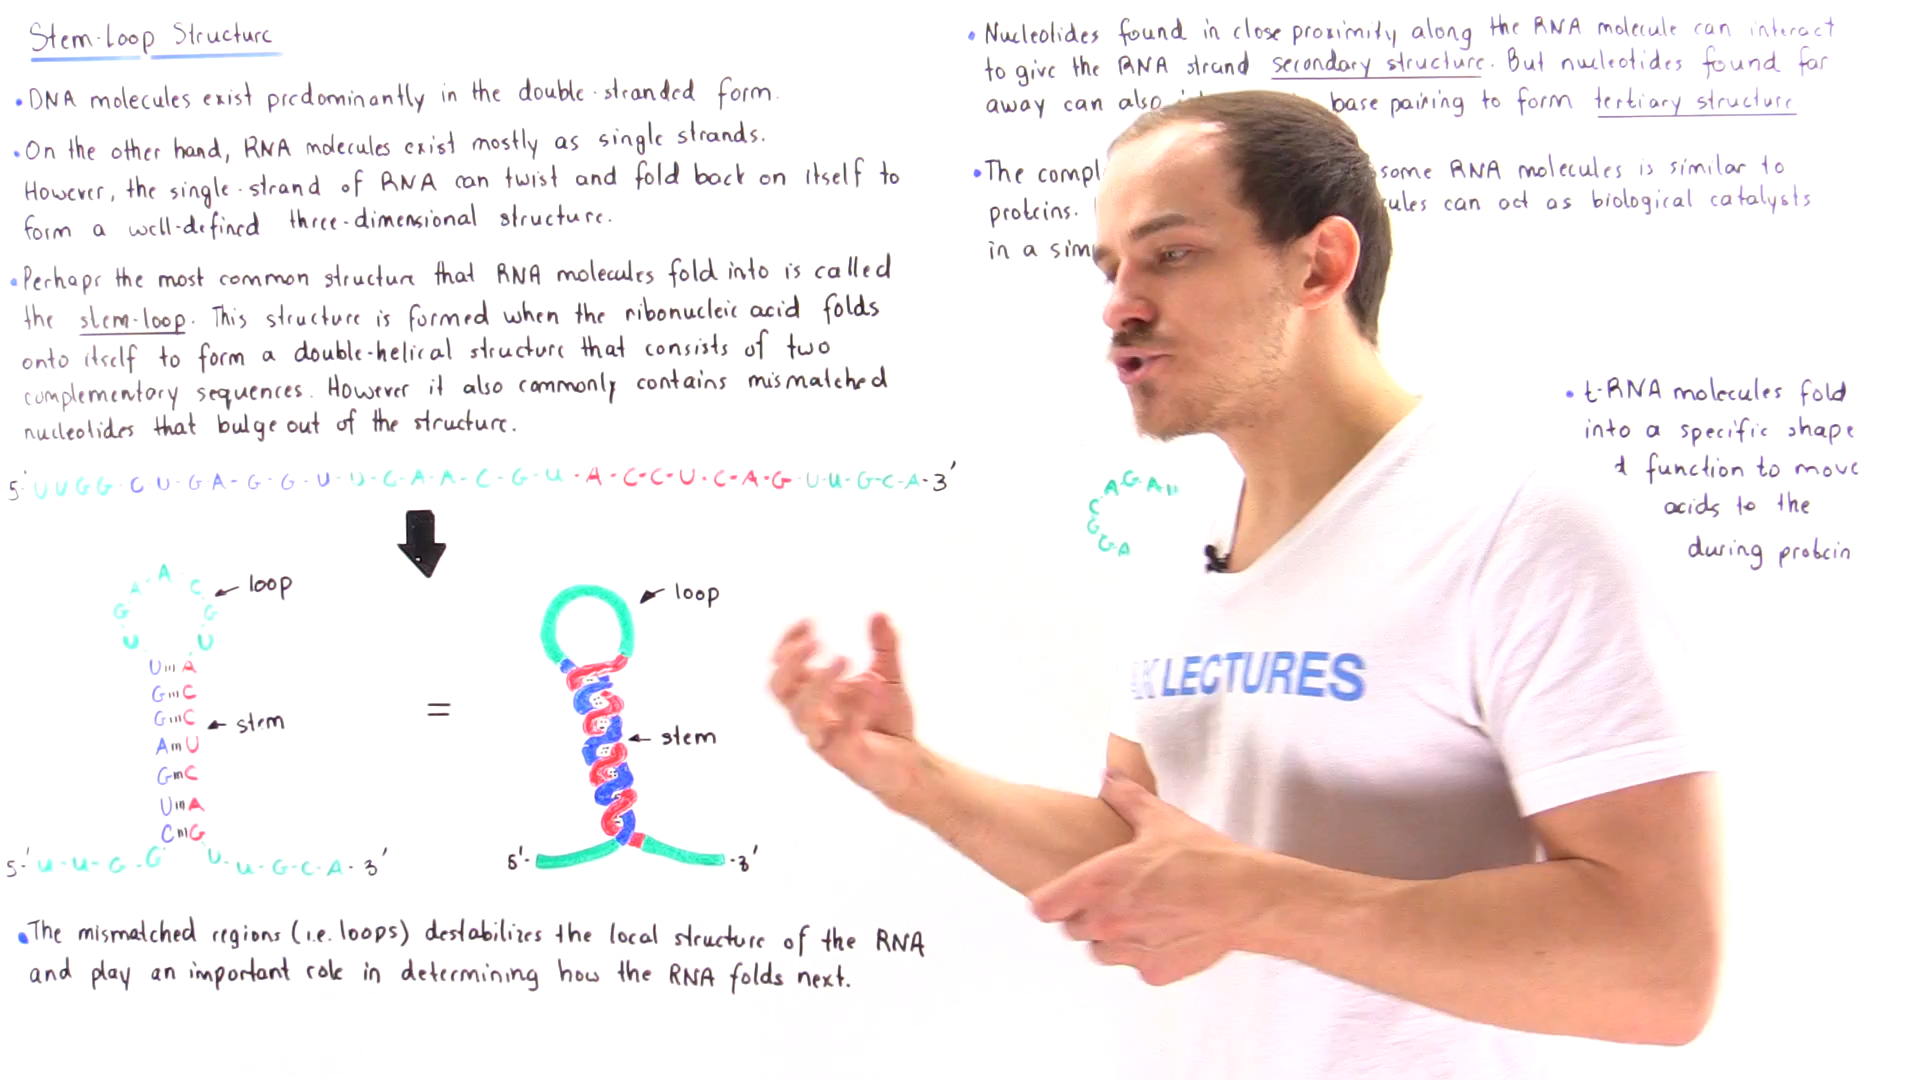 Stem-Loop Structure
• DNA molecules exist predominantly in the double-stranded form.
• On the other hand, RNA molecules exist mostly as single strands.
However, the single-strand of RNA can twist and fold back on itself to
form a well-defined three-dimensional structure.
• Perhaps the most common structure that RNA molecules fold into is called
the stem-loop. This structure is formed when the ribonucleic acid folds
onto itself to form a double-helical structure that consists of two
complementory sequences. However it also commonly contains mismatched
nucleotides that bulge out of the structure.
5'-UUGG-C-U-G-A-G-G-U-U-G-A-A-C-G-U-A-C-C-U-C-A-G-U-U-G-C-A-3'
A A C
G G
U U
loop
U A
G C
G C
stem
A U
G C
U A
C G
5'-U-U-G-G U-U-G-C-A-3'
=
loop
stem
5'- -3'
• The mismatched regions (i.e. loops) destabilizes the local structure of the RNA
and play an important role in determining how the RNA folds next.
• Nucleotides found in close proximity along the RNA molecule can interact
to give the RNA strand secondary structure. But nucleotides found far
away can also base pairing to form tertiary structure
• The some RNA molecules is similar to
proteins. can act as biological catalysts
in a
A G A
C
G
G A
• t-RNA molecules fold
into a specific shape
function to move
acids to the
during protein
LECTURES